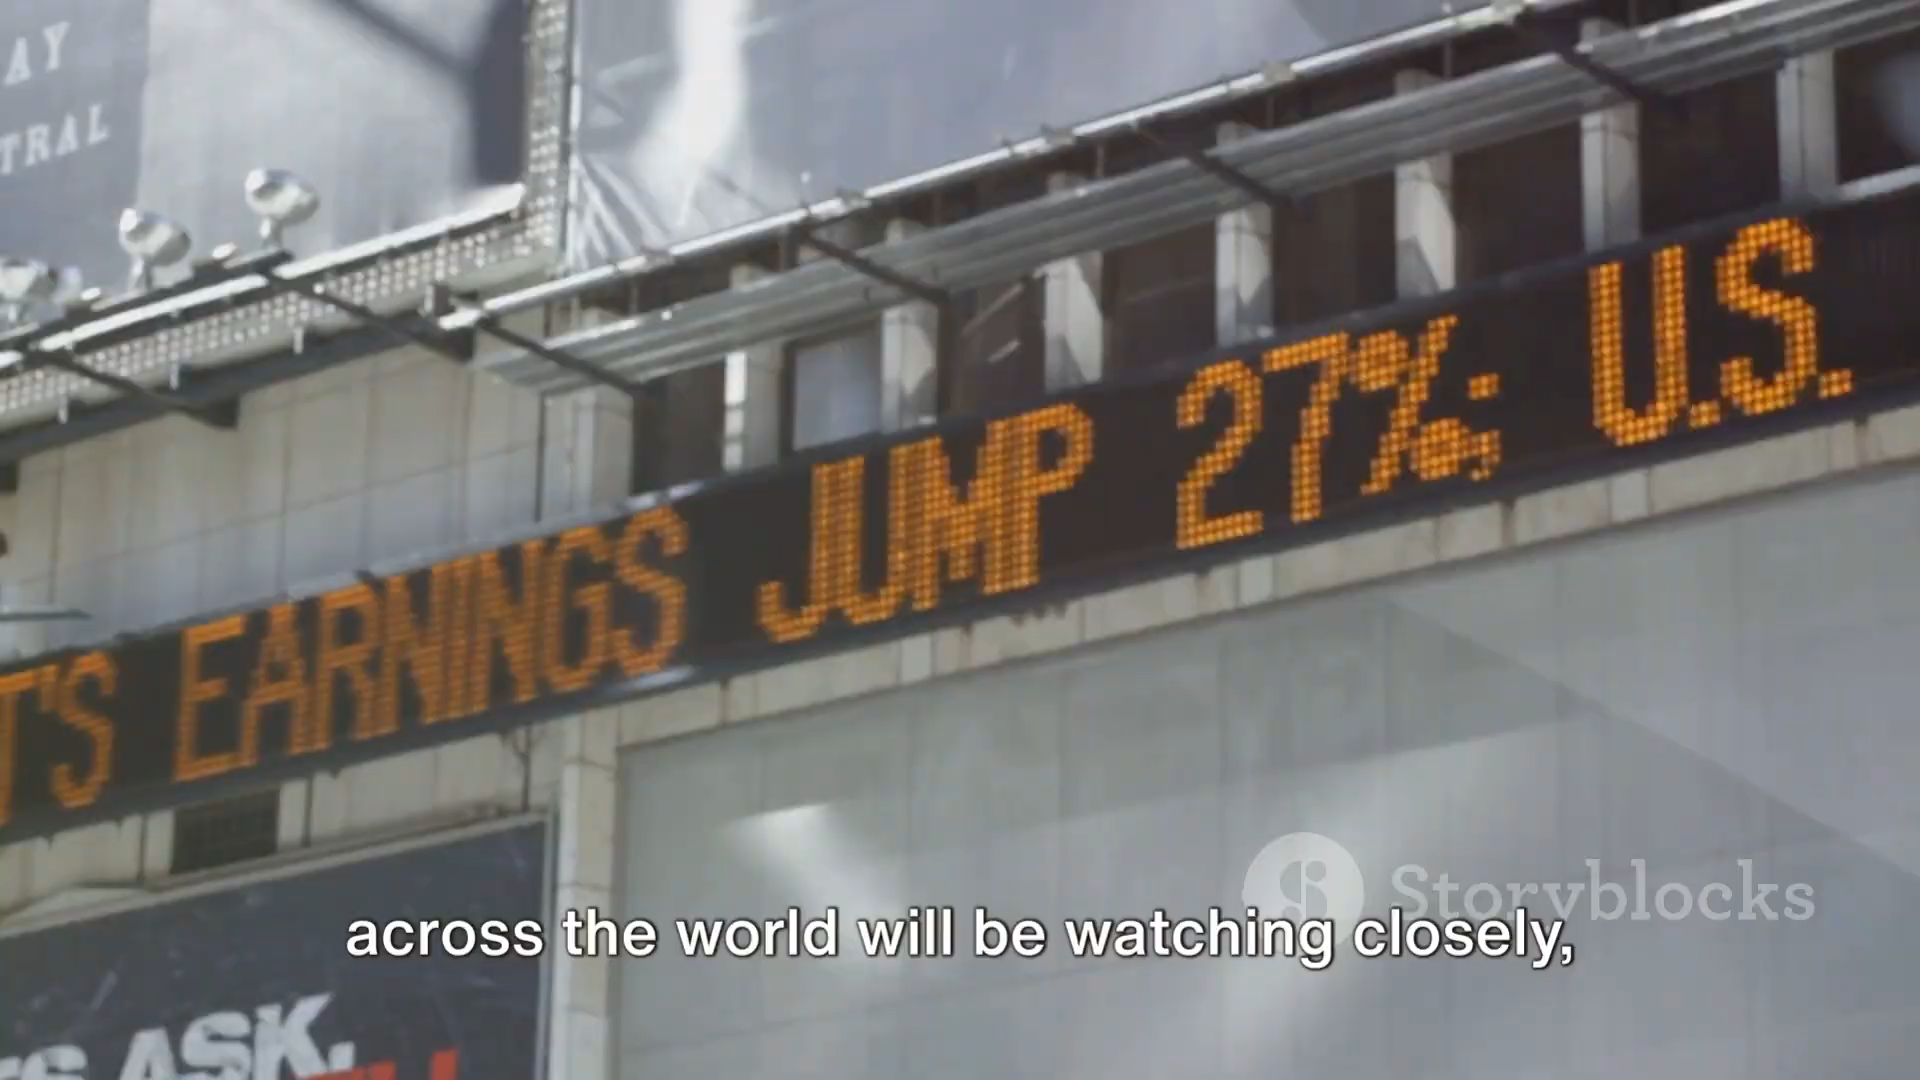 AY
TRAL
T'S EARNINGS JUMP 27%; U.S.
Storyblocks
across the world will be watching closely,
ASK.